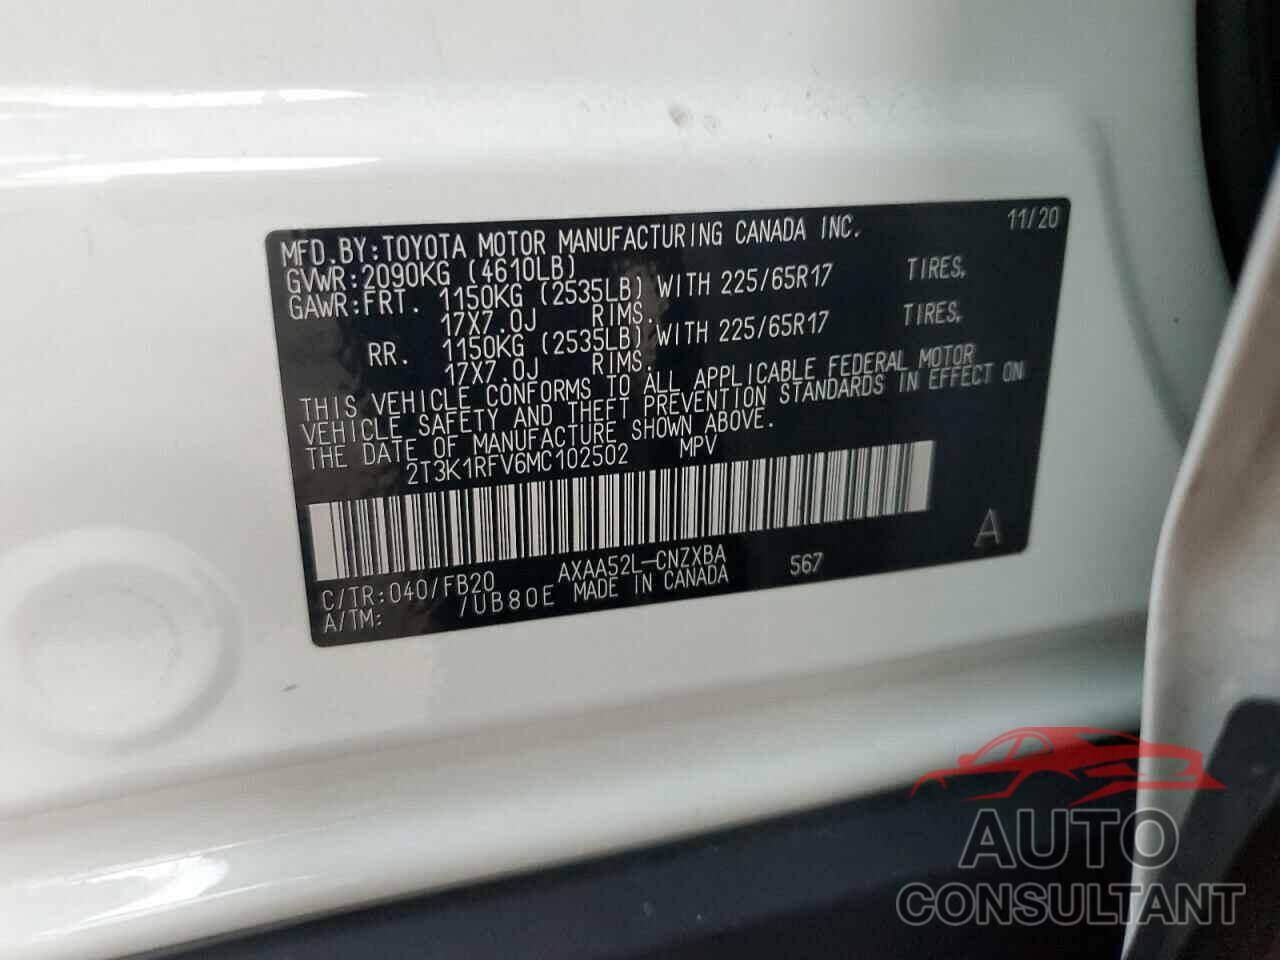 MFD.BY:TOYOTA MOTOR MANUFACTURING CANADA INC. 11/20
GVWR:2090KG (4610LB)
GAWR:FRT. 1150KG (2535LB) WITH 225/65R17 TIRES,
17X7.0J RIMS.
RR. 1150KG (2535LB) WITH 225/65R17 TIRES,
17X7.0J RIMS.
THIS VEHICLE CONFORMS TO ALL APPLICABLE FEDERAL MOTOR
VEHICLE SAFETY AND THEFT PREVENTION STANDARDS IN EFFECT ON
THE DATE OF MANUFACTURE SHOWN ABOVE.
2T3K1RFV6MC102502 MPV
A
C/TR:040/FB20 AXAA52L-CNZXBA 567
A/TM: /UB80E MADE IN CANADA
AUTO
CONSULTANT